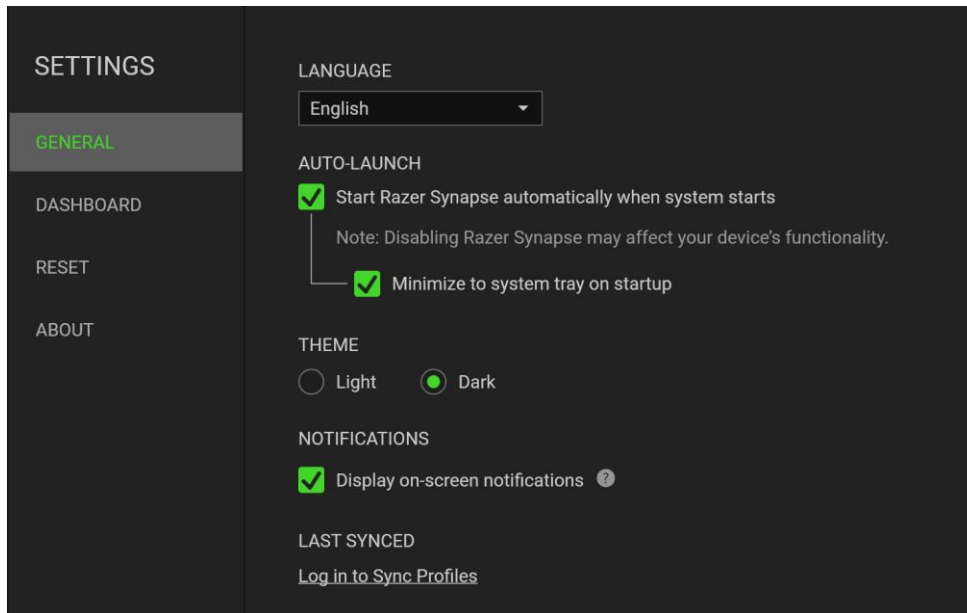 SETTINGS
GENERAL
DASHBOARD
RESET
ABOUT
LANGUAGE
English
AUTO-LAUNCH
Start Razer Synapse automatically when system starts
Note: Disabling Razer Synapse may affect your device’s functionality.
Minimize to system tray on startup
THEME
Light Dark
NOTIFICATIONS
Display on-screen notifications ?
LAST SYNCED
Log in to Sync Profiles